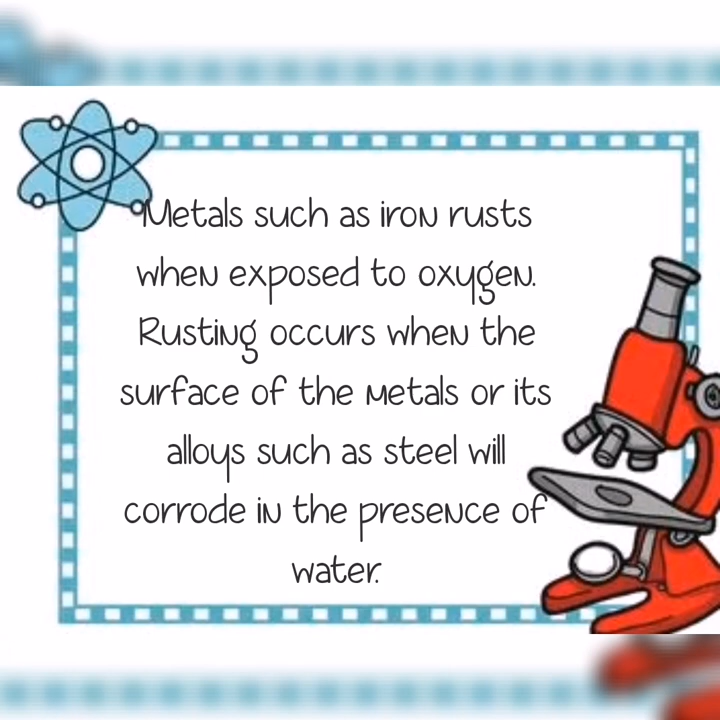 Metals such as iron rusts
when exposed to oxygen.
Rusting occurs when the
surface of the metals or its
alloys such as steel will
corrode in the presence of
water.